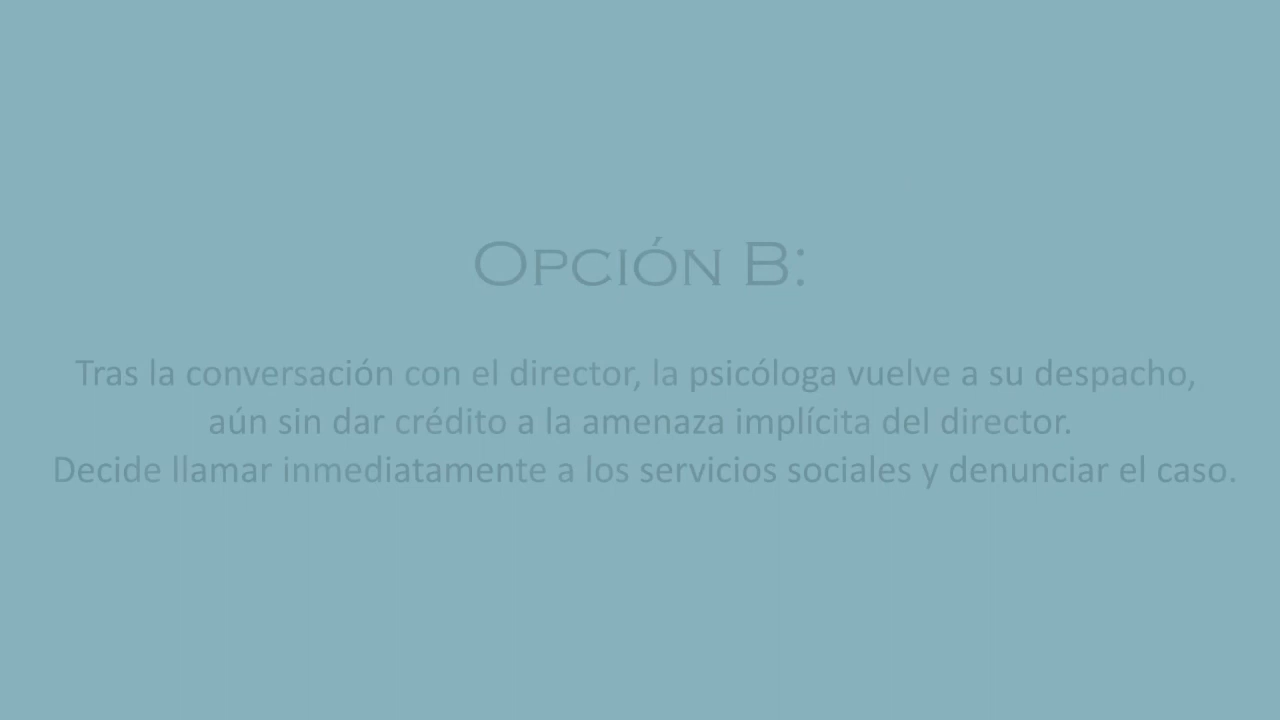 Opción B:
Tras la conversación con el director, la psicóloga vuelve a su despacho,
aún sin dar crédito a la amenaza implícita del director.
Decide llamar inmediatamente a los servicios sociales y denunciar el caso.